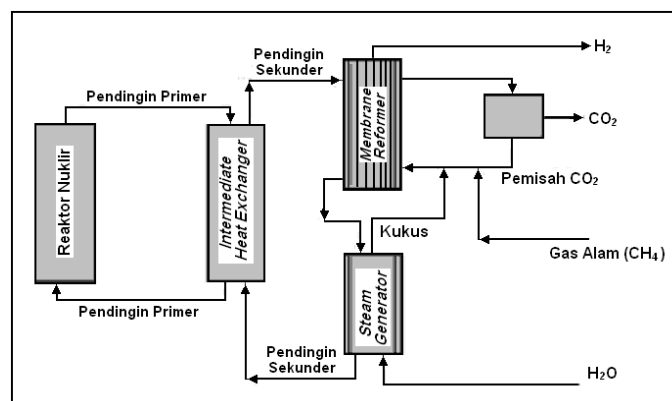 Pendingin
Sekunder
H₂
Pendingin Primer
Reaktor Nuklir
Intermediate
Heat Exchanger
Membrane
Reformer
CO₂
Pemisah CO₂
Kukus
Gas Alam (CH₄)
Pendingin Primer
Steam
Generator
Pendingin
Sekunder
H₂O